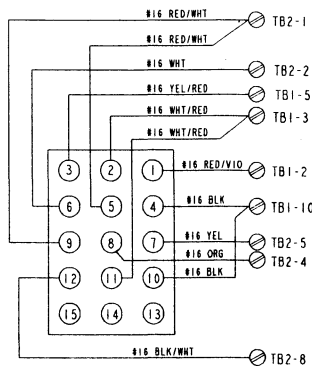 #16 RED/WHT
TB2-1
#16 RED/WHT
#16 WHT
TB2-2
#16 YEL/RED
TB1-5
#16 WHT/RED
TB1-3
#16 WHT/RED
3 2 1
#16 RED/VIO
TB1-2
6 5 4
#16 BLK
TB1-10
9 8 7
#16 YEL
TB2-5
#16 ORG
TB2-4
12 11 10
#16 BLK
15 14 13
#16 BLK/WHT
TB2-8